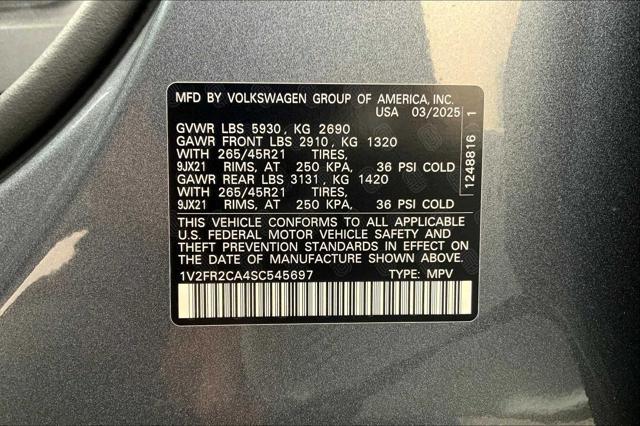 MFD BY VOLKSWAGEN GROUP OF AMERICA, INC.
USA 03/2025
GVWR LBS 5930, KG 2690
GAWR FRONT LBS 2910, KG 1320
WITH 265/45R21 TIRES,
9JX21 RIMS, AT 250 KPA, 36 PSI COLD
GAWR REAR LBS 3131, KG 1420
WITH 265/45R21 TIRES,
9JX21 RIMS, AT 250 KPA, 36 PSI COLD
THIS VEHICLE CONFORMS TO ALL APPLICABLE
U.S. FEDERAL MOTOR VEHICLE SAFETY AND
THEFT PREVENTION STANDARDS IN EFFECT ON
THE DATE OF MANUFACTURE SHOWN ABOVE.
1V2FR2CA4SC545697 TYPE: MPV
1248816 1